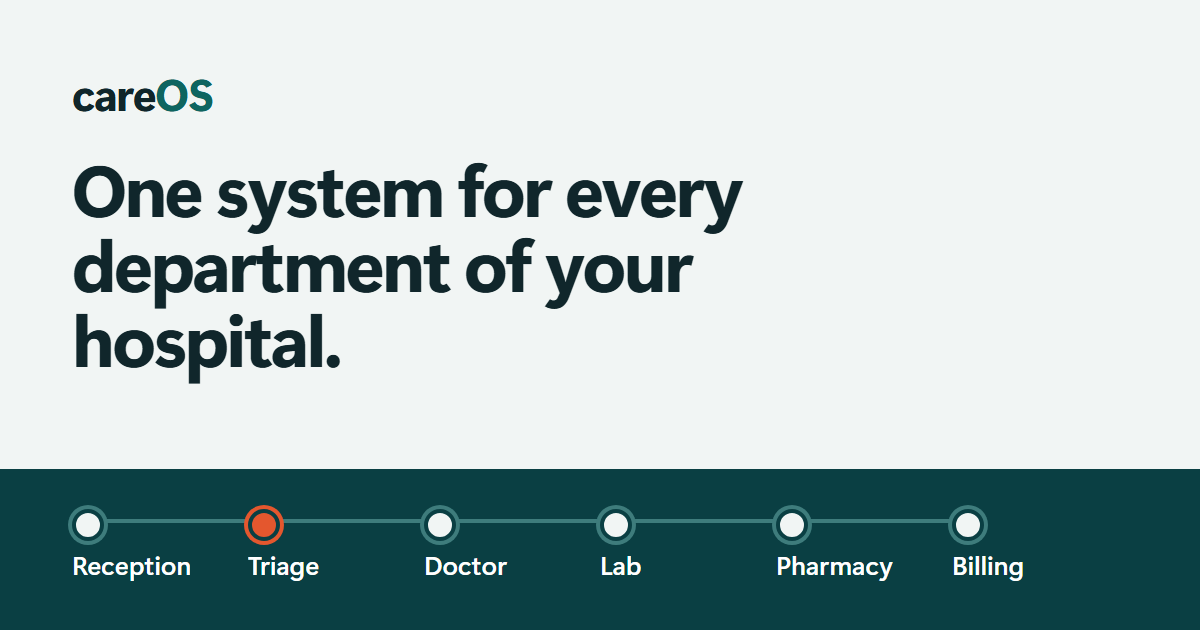 careOS
One system for every
department of your
hospital.
Reception Triage Doctor Lab Pharmacy Billing